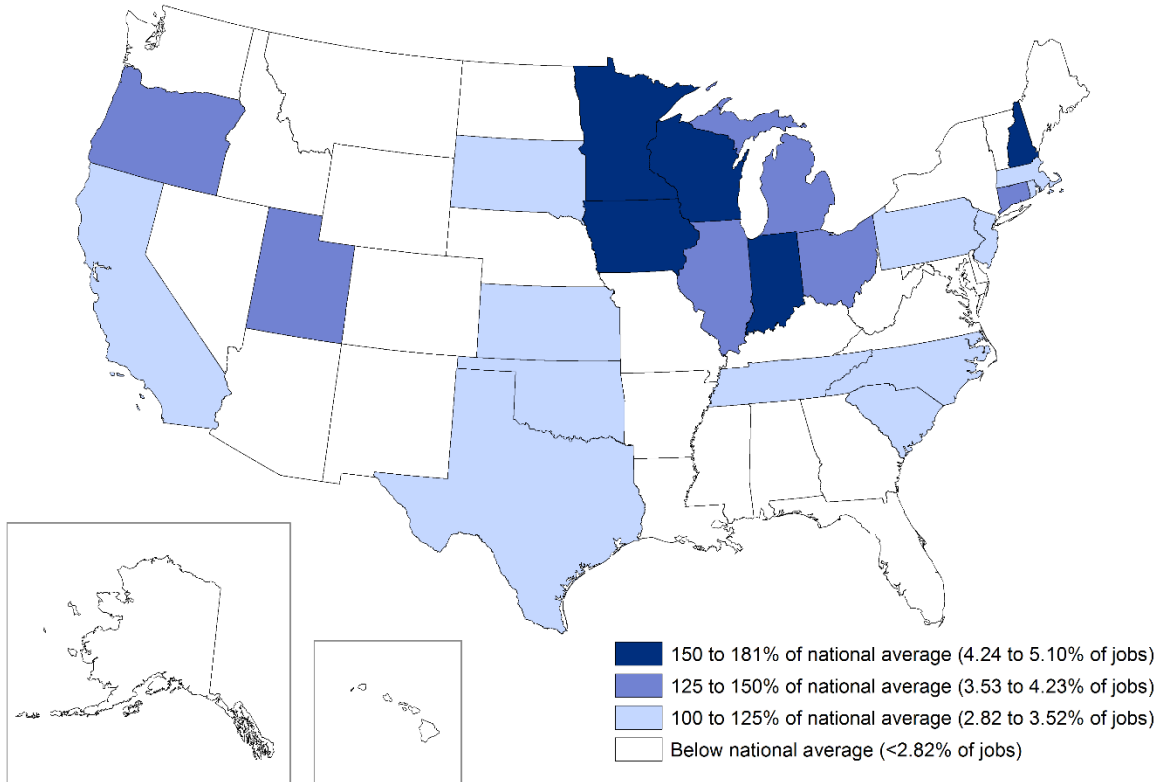 150 to 181% of national average (4.24 to 5.10% of jobs)
125 to 150% of national average (3.53 to 4.23% of jobs)
100 to 125% of national average (2.82 to 3.52% of jobs)
Below national average (<2.82% of jobs)